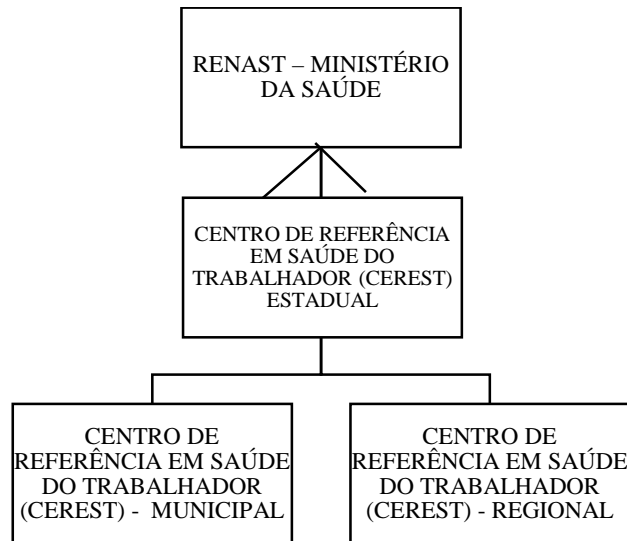 RENAST – MINISTÉRIO
DA SAÚDE
CENTRO DE REFERÊNCIA
EM SAÚDE DO
TRABALHADOR (CEREST)
ESTADUAL
CENTRO DE
REFERÊNCIA EM SAÚDE
DO TRABALHADOR
(CEREST) - MUNICIPAL
CENTRO DE
REFERÊNCIA EM SAÚDE
DO TRABALHADOR
(CEREST) - REGIONAL